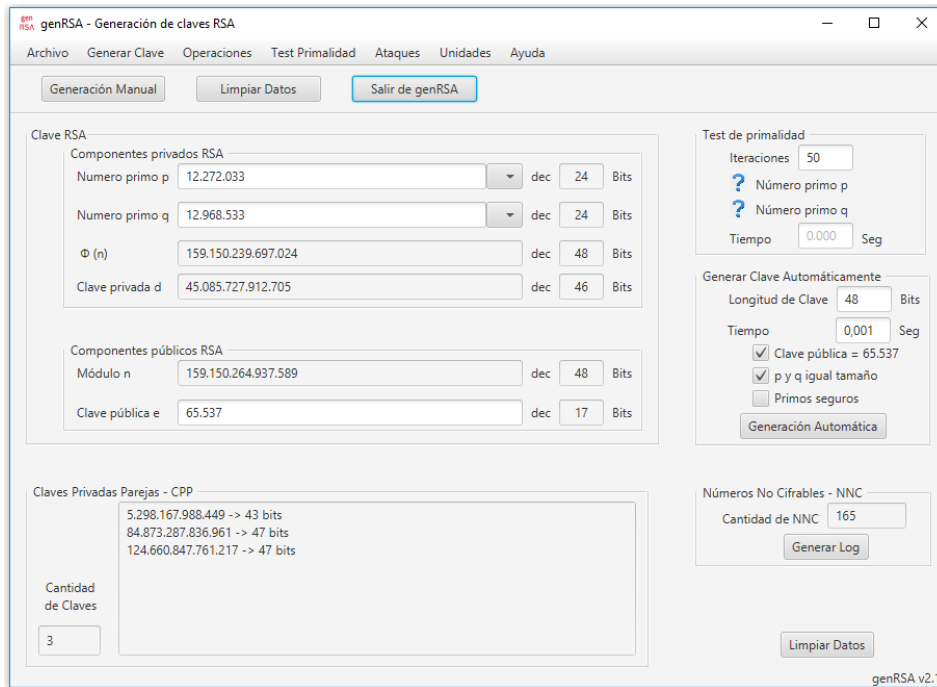 gen RSA genRSA - Generación de claves RSA
Archivo Generar Clave Operaciones Test Primalidad Ataques Unidades Ayuda
Generación Manual Limpiar Datos Salir de genRSA
Clave RSA
Componentes privados RSA
Numero primo p 12.272.033 dec 24 Bits
Numero primo q 12.968.533 dec 24 Bits
Φ (n) 159.150.239.697.024 dec 48 Bits
Clave privada d 45.085.727.912.705 dec 46 Bits
Componentes públicos RSA
Módulo n 159.150.264.937.589 dec 48 Bits
Clave pública e 65.537 dec 17 Bits
Test de primalidad
Iteraciones 50
? Número primo p
? Número primo q
Tiempo 0.000 Seg
Generar Clave Automáticamente
Longitud de Clave 48 Bits
Tiempo 0,001 Seg
Clave pública = 65.537
p y q igual tamaño
Primos seguros
Generación Automática
Claves Privadas Parejas - CPP
5.298.167.988.449 -> 43 bits
84.873.287.836.961 -> 47 bits
124.660.847.761.217 -> 47 bits
Cantidad
de Claves
3
Números No Cifrables - NNC
Cantidad de NNC 165
Generar Log
Limpiar Datos
genRSA v2.1